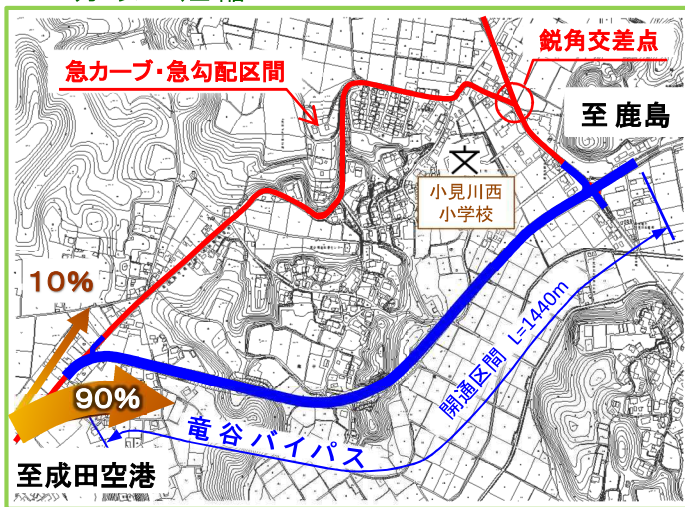 鋭角交差点
急カーブ・急勾配区間
至 鹿島
文
小見川西
小学校
10%
90%
開通区間 L=1440m
竜谷バイパス
至成田空港